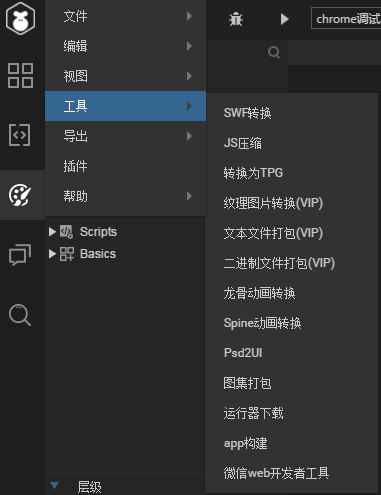 文件
编辑
视图
工具
导出
插件
帮助
chrome调试
SWF转换
JS压缩
转换为TPG
纹理图片转换(VIP)
文本文件打包(VIP)
二进制文件打包(VIP)
龙骨动画转换
Spine动画转换
Psd2UI
图集打包
运行器下载
app构建
微信web开发者工具
Scripts
Basics
层级